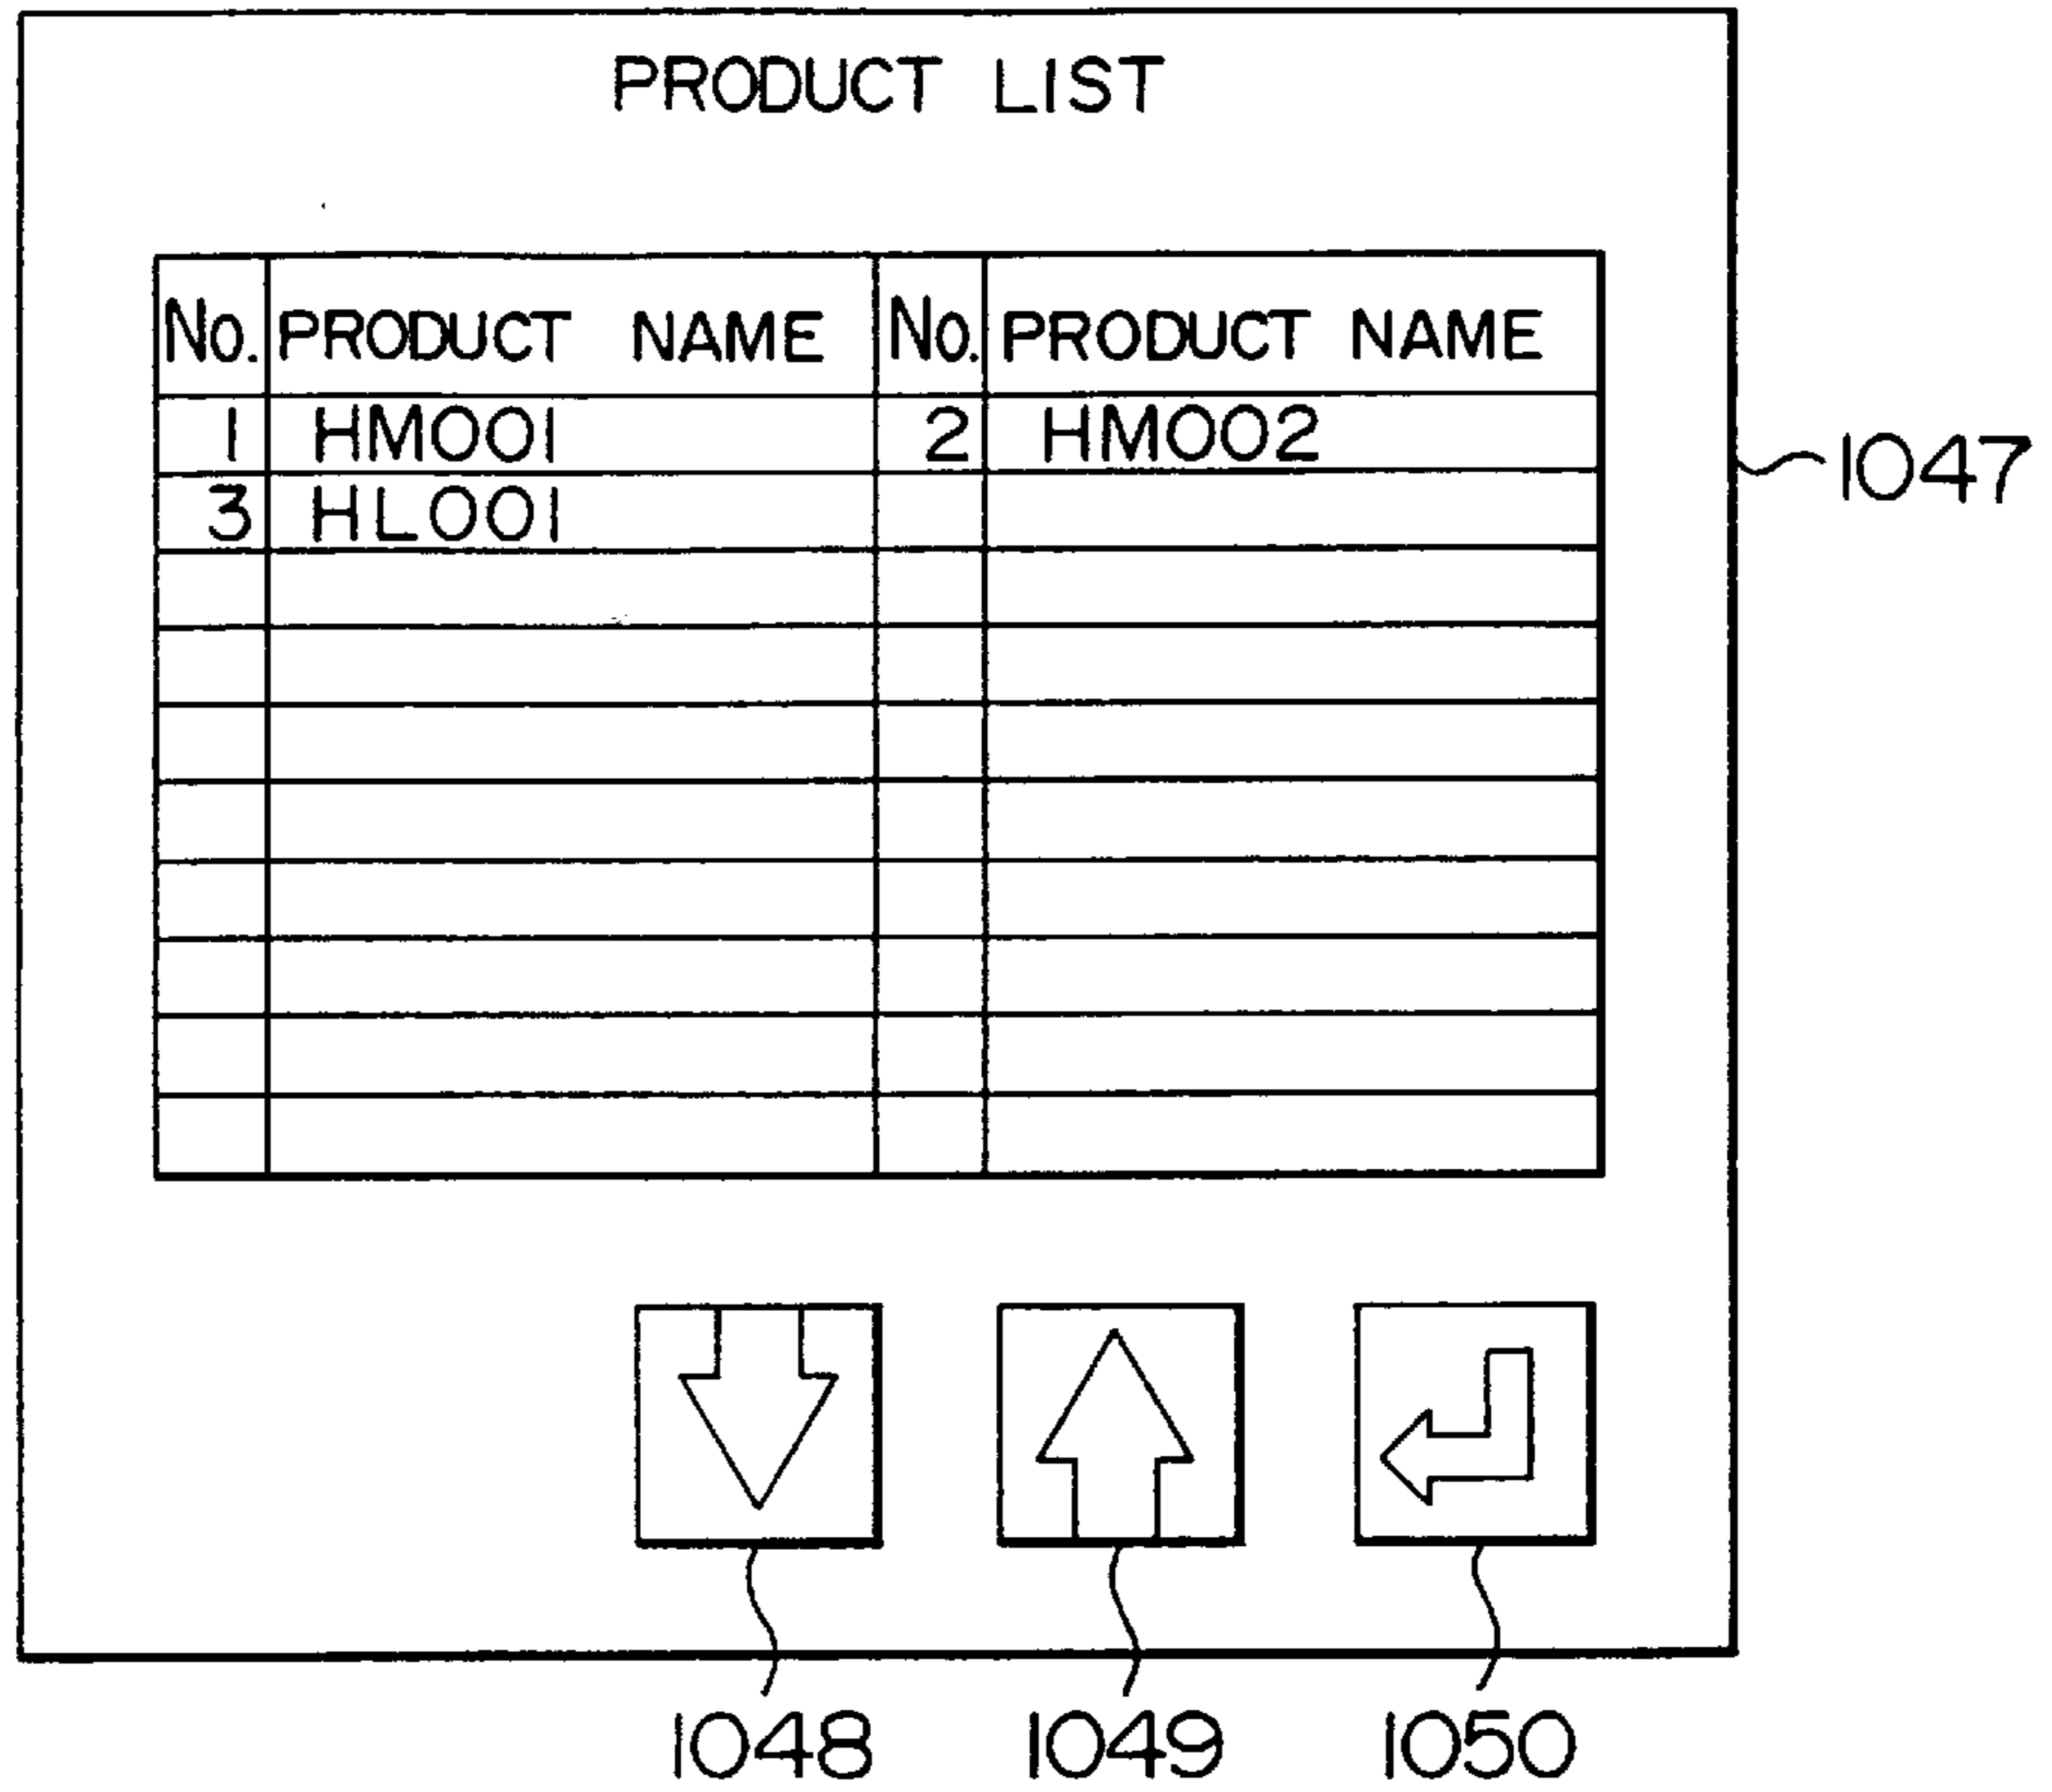 PRODUCT LIST
No. PRODUCT NAME No. PRODUCT NAME
1 HM001 2 HM002
3 HL001
1047
1048 1049 1050